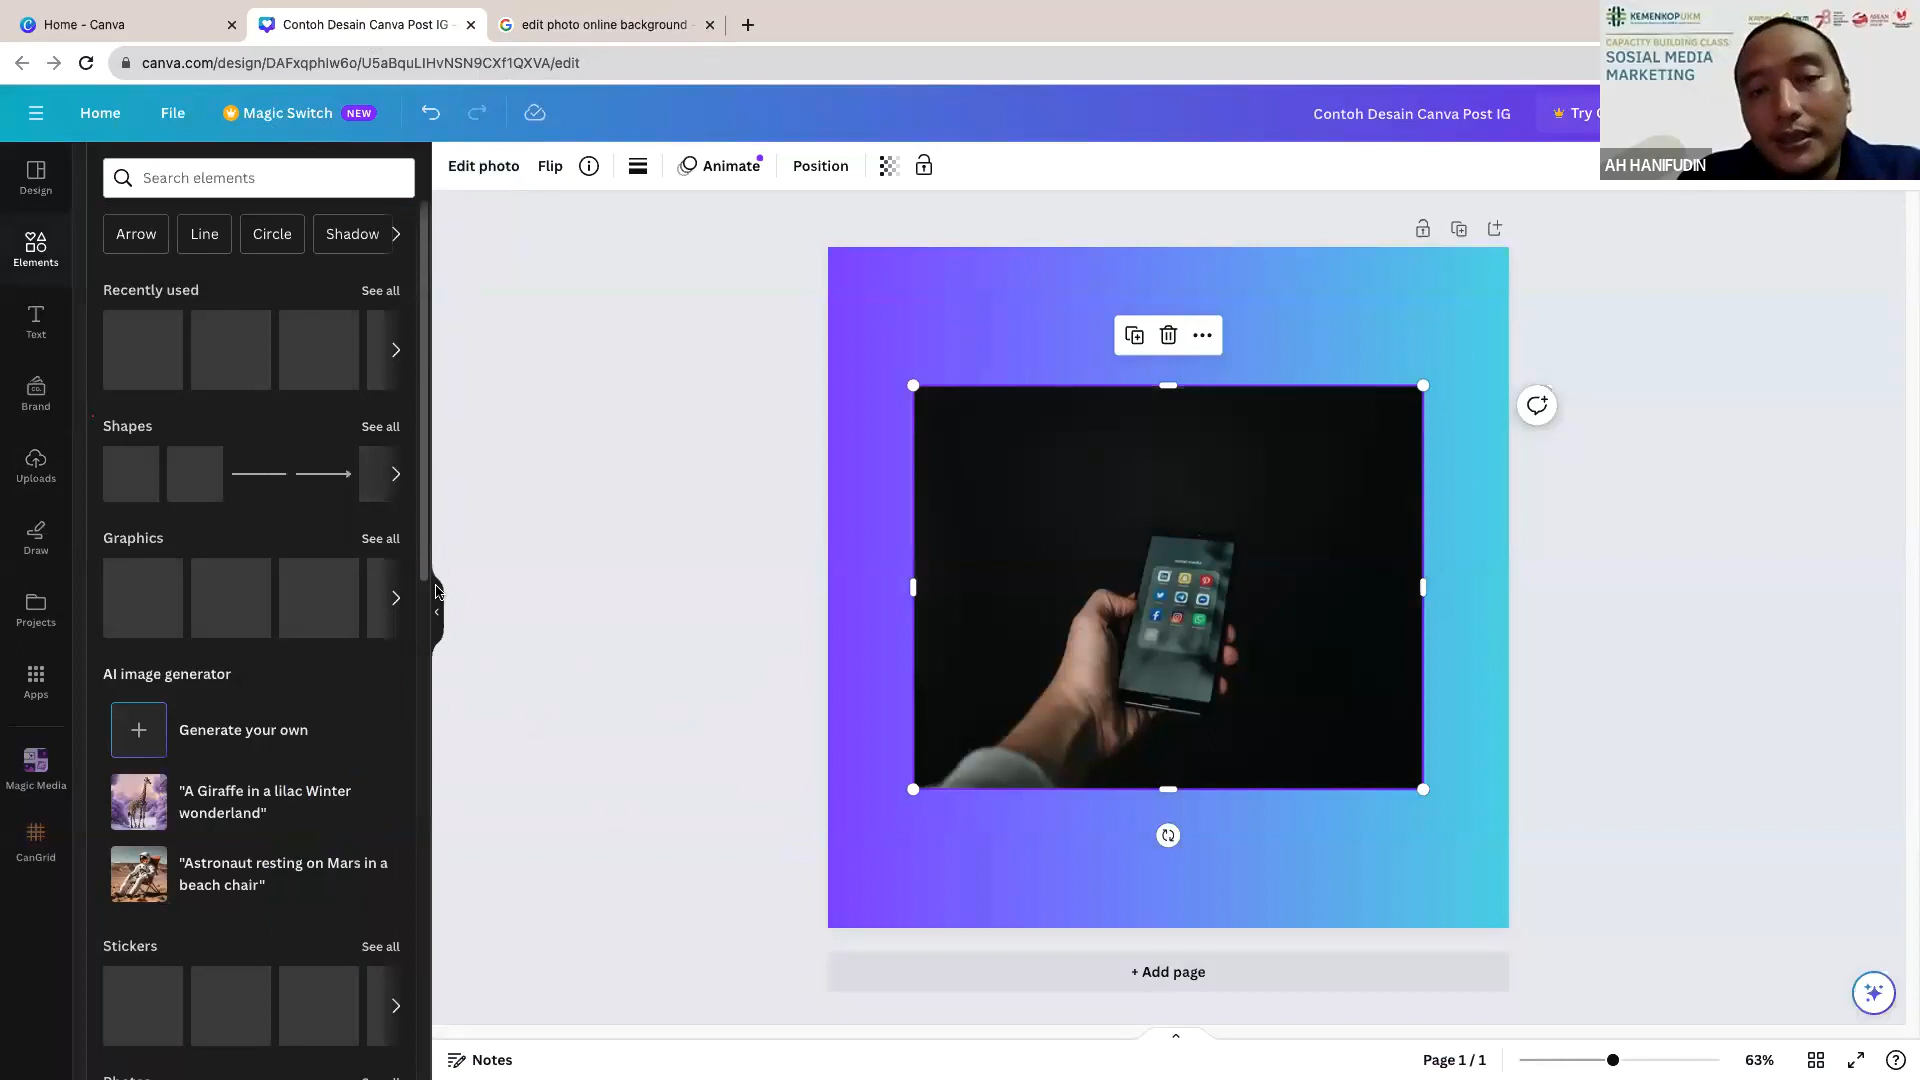 Home - Canva
Contoh Desain Canva Post IG -
edit photo online background -
canva.com/design/DAFxqphIw6o/U5aBquLIHvNSN9CXf1QXVA/edit
KEMENKOPUKM
CAPACITY BUILDING CLASS:
SOSIAL MEDIA
MARKETING
AH HANIFUDIN
Home
File
Magic Switch
NEW
Contoh Desain Canva Post IG
Try
Design
Elements
Text
Brand
Uploads
Draw
Projects
Apps
Magic Media
CanGrid
Search elements
Arrow
Line
Circle
Shadow
Recently used
See all
Shapes
See all
Graphics
See all
AI image generator
Generate your own
"A Giraffe in a lilac Winter
wonderland"
"Astronaut resting on Mars in a
beach chair"
Stickers
See all
Edit photo
Flip
Animate
Position
+ Add page
Notes
Page 1 / 1
63%